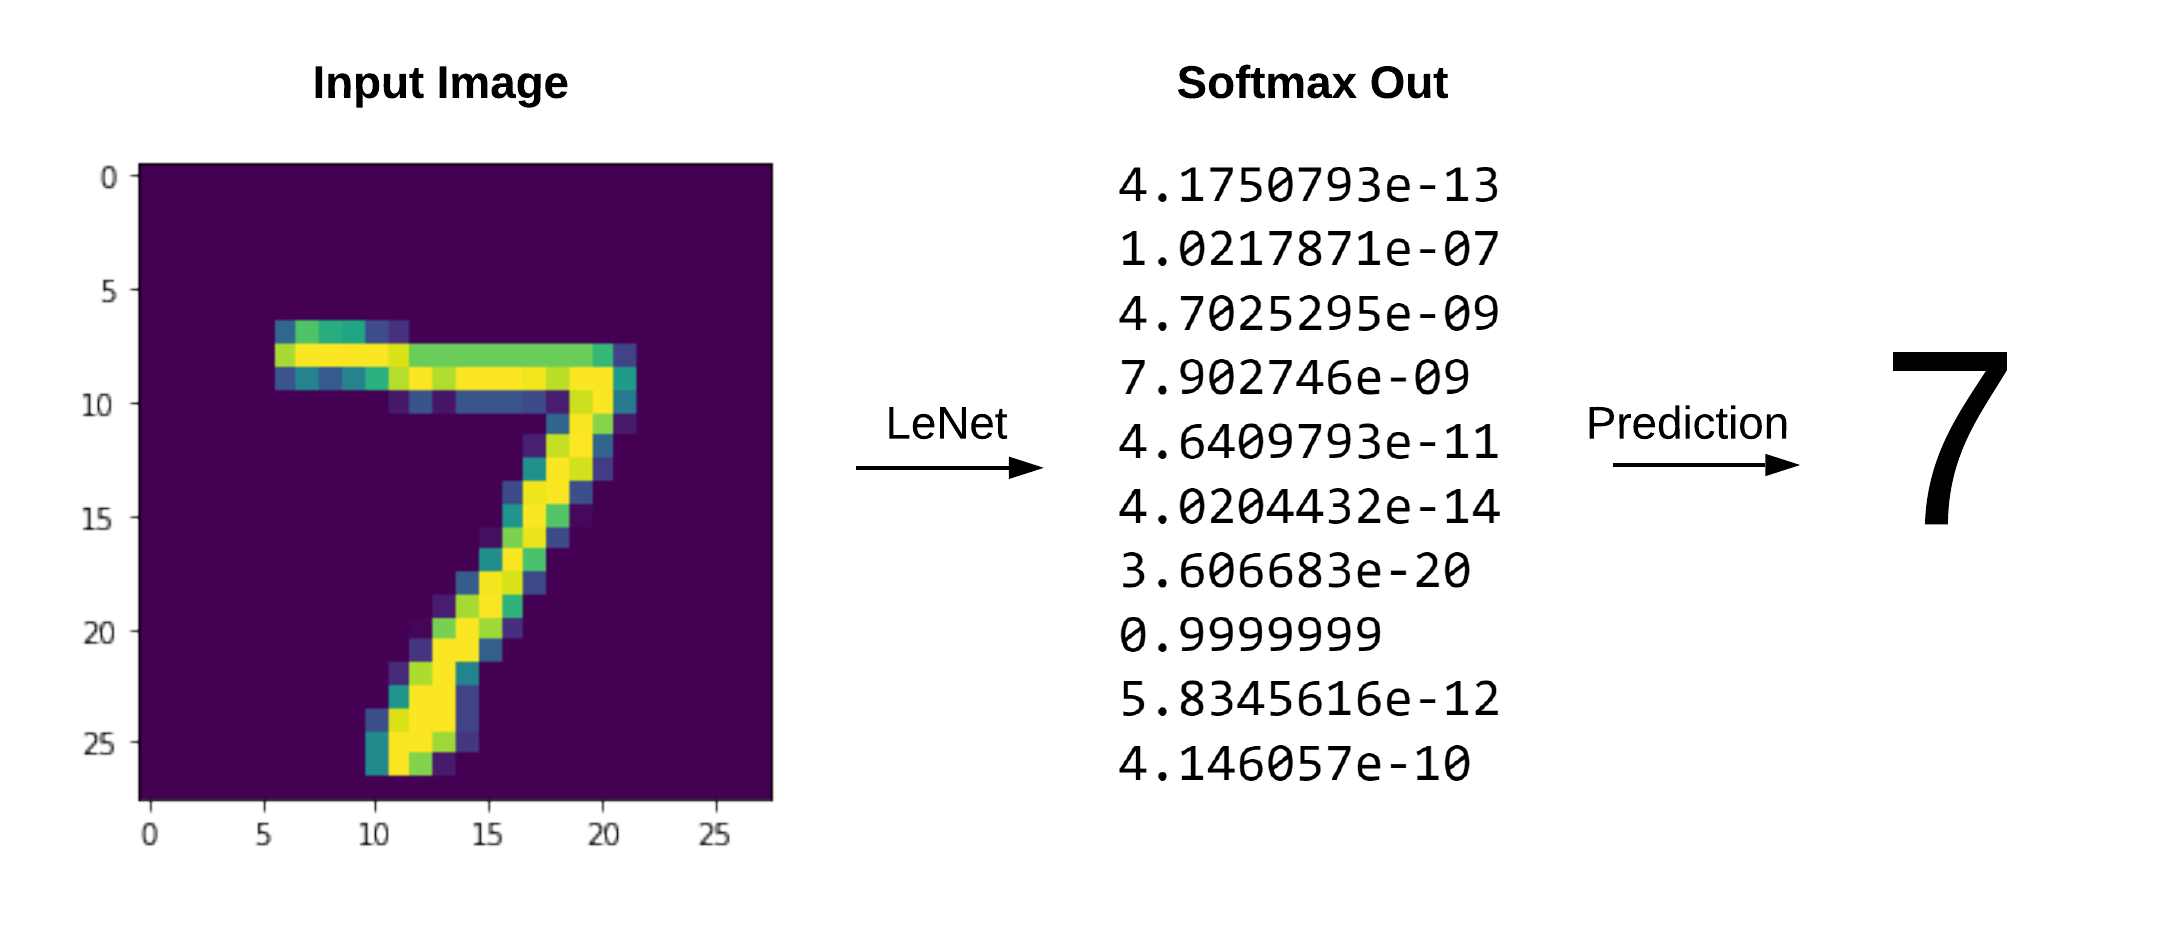 Input Image
0
5
10
15
20
25
0 5 10 15 20 25
LeNet
Softmax Out
4.1750793e-13
1.0217871e-07
4.7025295e-09
7.902746e-09
4.6409793e-11
4.0204432e-14
3.606683e-20
0.9999999
5.8345616e-12
4.146057e-10
Prediction
7